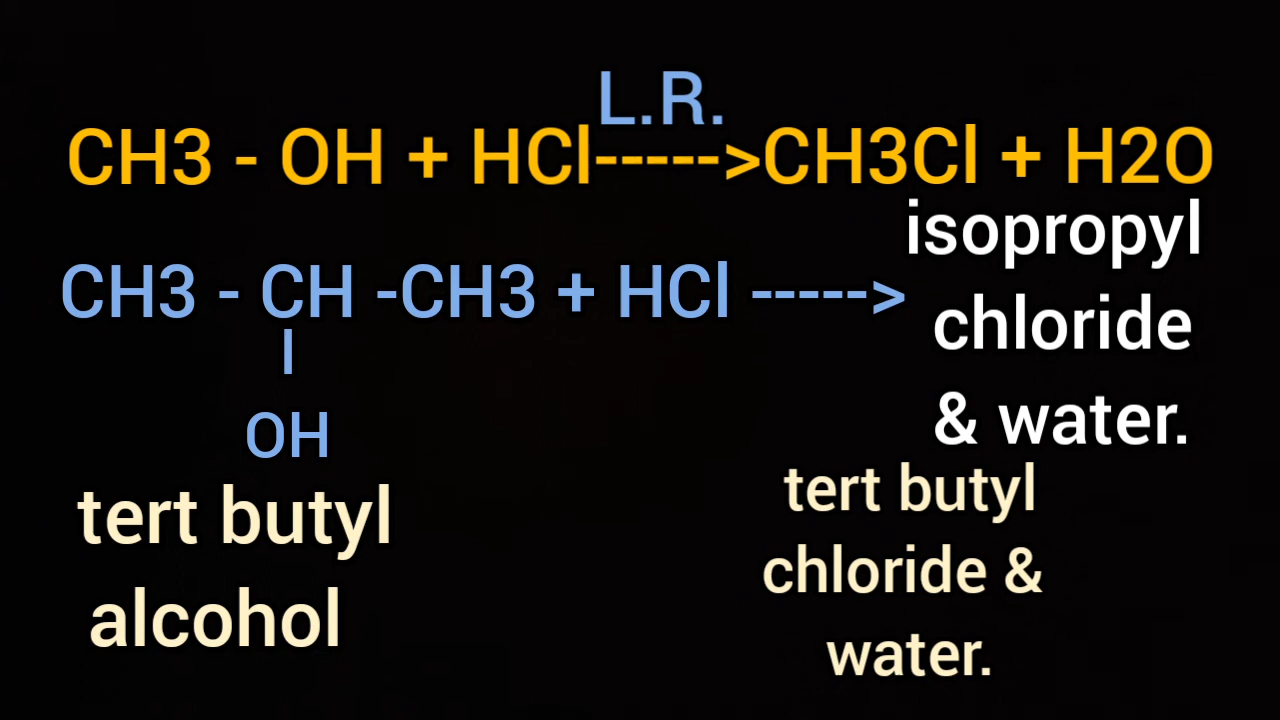 L.R.
CH3 - OH + HCl----->CH3Cl + H2O
isopropyl
CH3 - CH -CH3 + HCl ----->
chloride
|
& water.
OH
tert butyl
alcohol
tert butyl
chloride &
water.